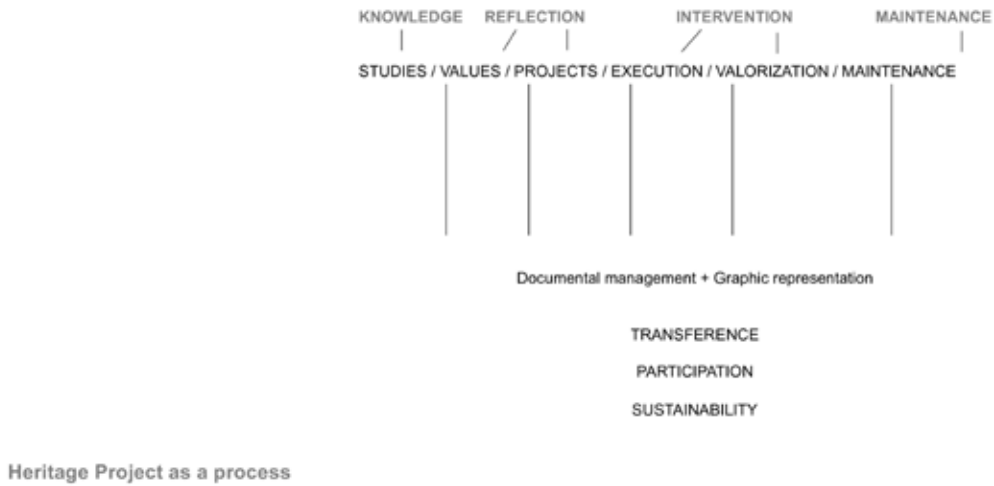 KNOWLEDGE REFLECTION INTERVENTION MAINTENANCE
STUDIES / VALUES / PROJECTS / EXECUTION / VALORIZATION / MAINTENANCE
Documental management + Graphic representation
TRANSFERENCE
PARTICIPATION
SUSTAINABILITY
Heritage Project as a process